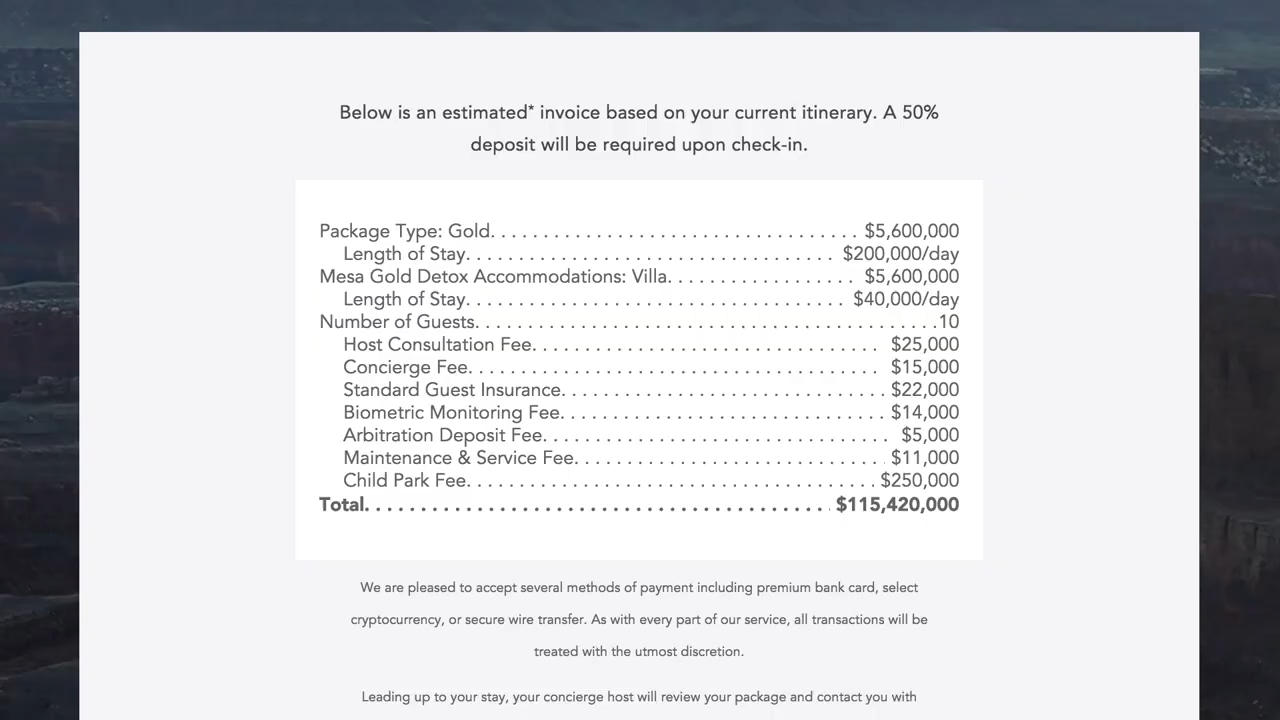 Below is an estimated* invoice based on your current itinerary. A 50%
deposit will be required upon check-in.
Package Type: Gold. . . . . . . . . . . . . . . . . . . . . . . . . . . . . . . . . . . $5,600,000
Length of Stay. . . . . . . . . . . . . . . . . . . . . . . . . . . . . . . . . . . $200,000/day
Mesa Gold Detox Accommodations: Villa. . . . . . . . . . . . . . . . . . $5,600,000
Length of Stay. . . . . . . . . . . . . . . . . . . . . . . . . . . . . . . . . . . . $40,000/day
Number of Guests. . . . . . . . . . . . . . . . . . . . . . . . . . . . . . . . . . . . . . . . . . . .10
Host Consultation Fee. . . . . . . . . . . . . . . . . . . . . . . . . . . . . . . . . $25,000
Concierge Fee. . . . . . . . . . . . . . . . . . . . . . . . . . . . . . . . . . . . . . . $15,000
Standard Guest Insurance. . . . . . . . . . . . . . . . . . . . . . . . . . . . . . . $22,000
Biometric Monitoring Fee. . . . . . . . . . . . . . . . . . . . . . . . . . . . . . . $14,000
Arbitration Deposit Fee. . . . . . . . . . . . . . . . . . . . . . . . . . . . . . . . . $5,000
Maintenance & Service Fee. . . . . . . . . . . . . . . . . . . . . . . . . . . . . . $11,000
Child Park Fee. . . . . . . . . . . . . . . . . . . . . . . . . . . . . . . . . . . . . . . $250,000
Total. . . . . . . . . . . . . . . . . . . . . . . . . . . . . . . . . . . . . . . . . . . . $115,420,000
We are pleased to accept several methods of payment including premium bank card, select
cryptocurrency, or secure wire transfer. As with every part of our service, all transactions will be
treated with the utmost discretion.
Leading up to your stay, your concierge host will review your package and contact you with